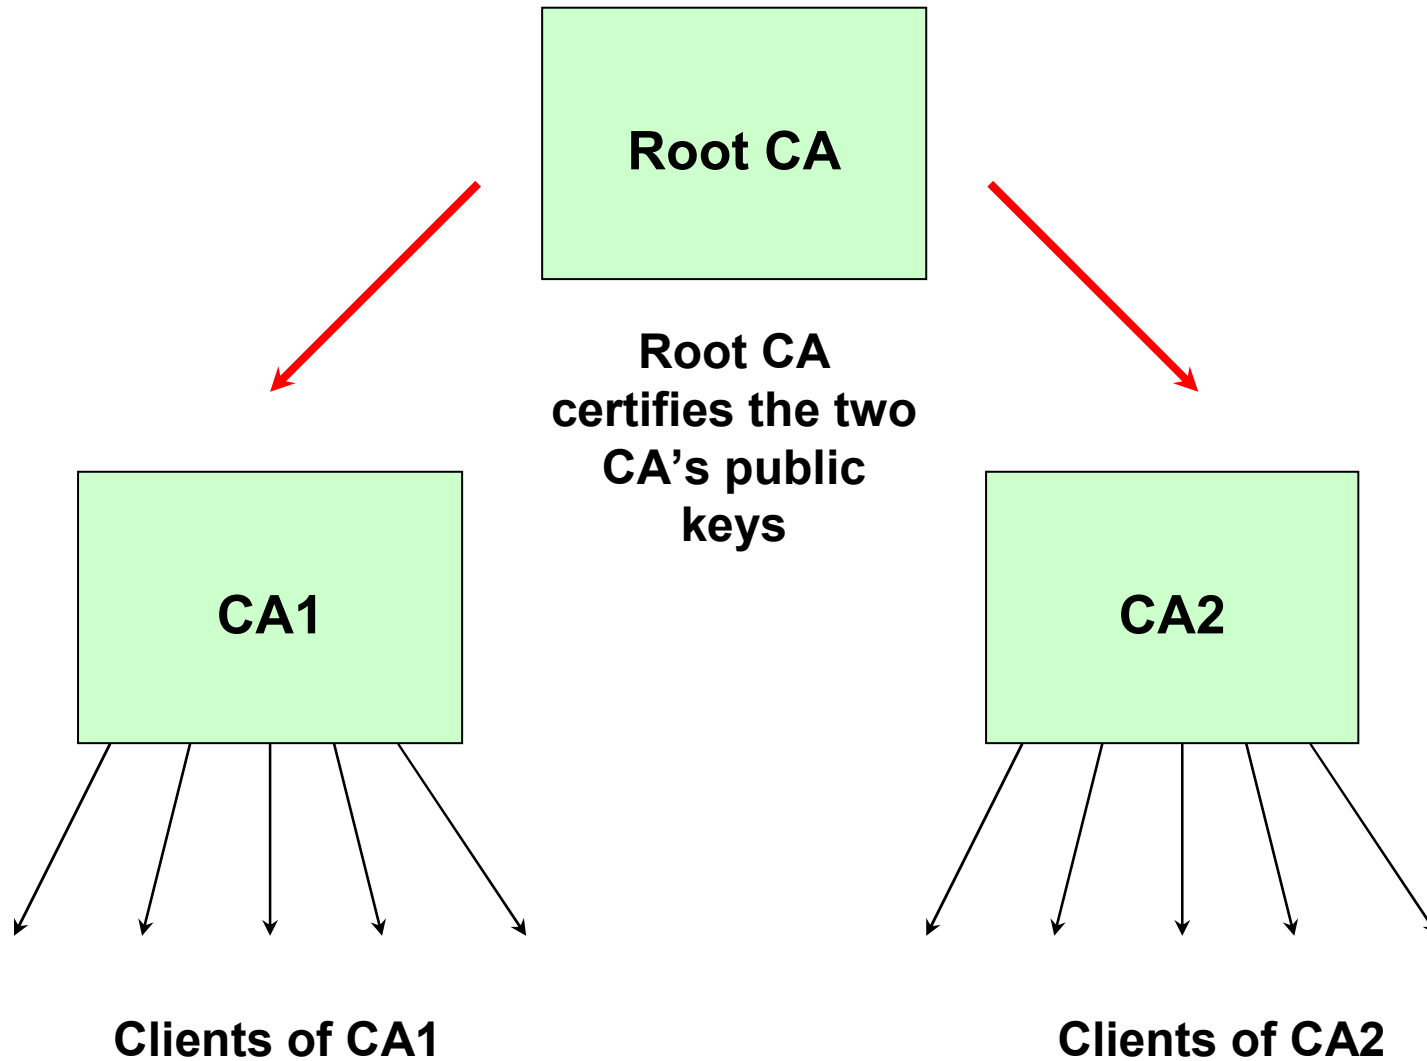 Root CA
Root CA
certifies the two
CA’s public
keys
CA1
CA2
Clients of CA1
Clients of CA2